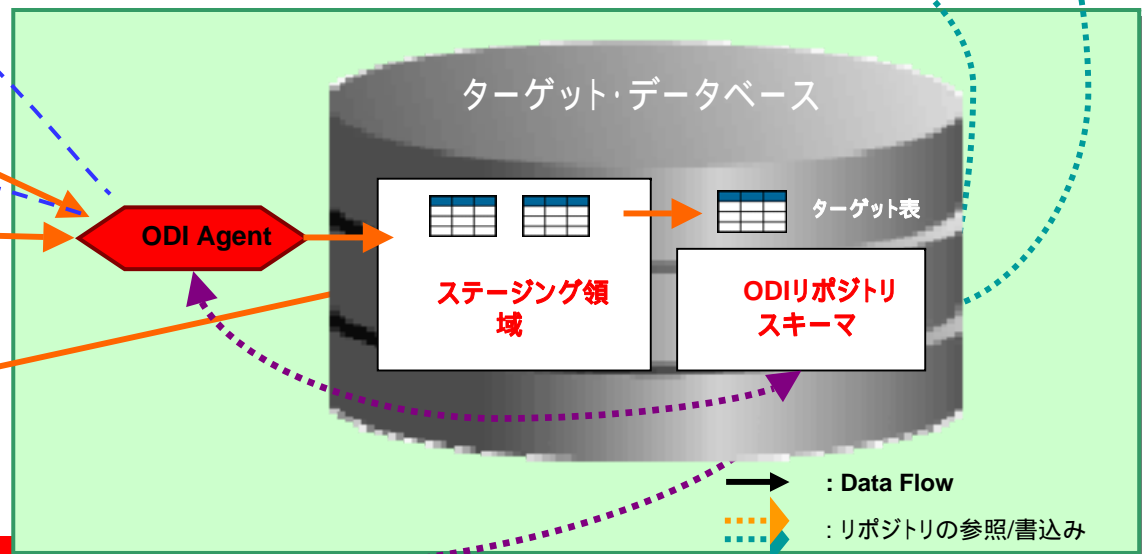 ターゲット・データベース
ODI Agent
ターゲット表
ステージング領
域
ODIリポジトリ
スキーマ
: Data Flow
: リポジトリの参照/書込み